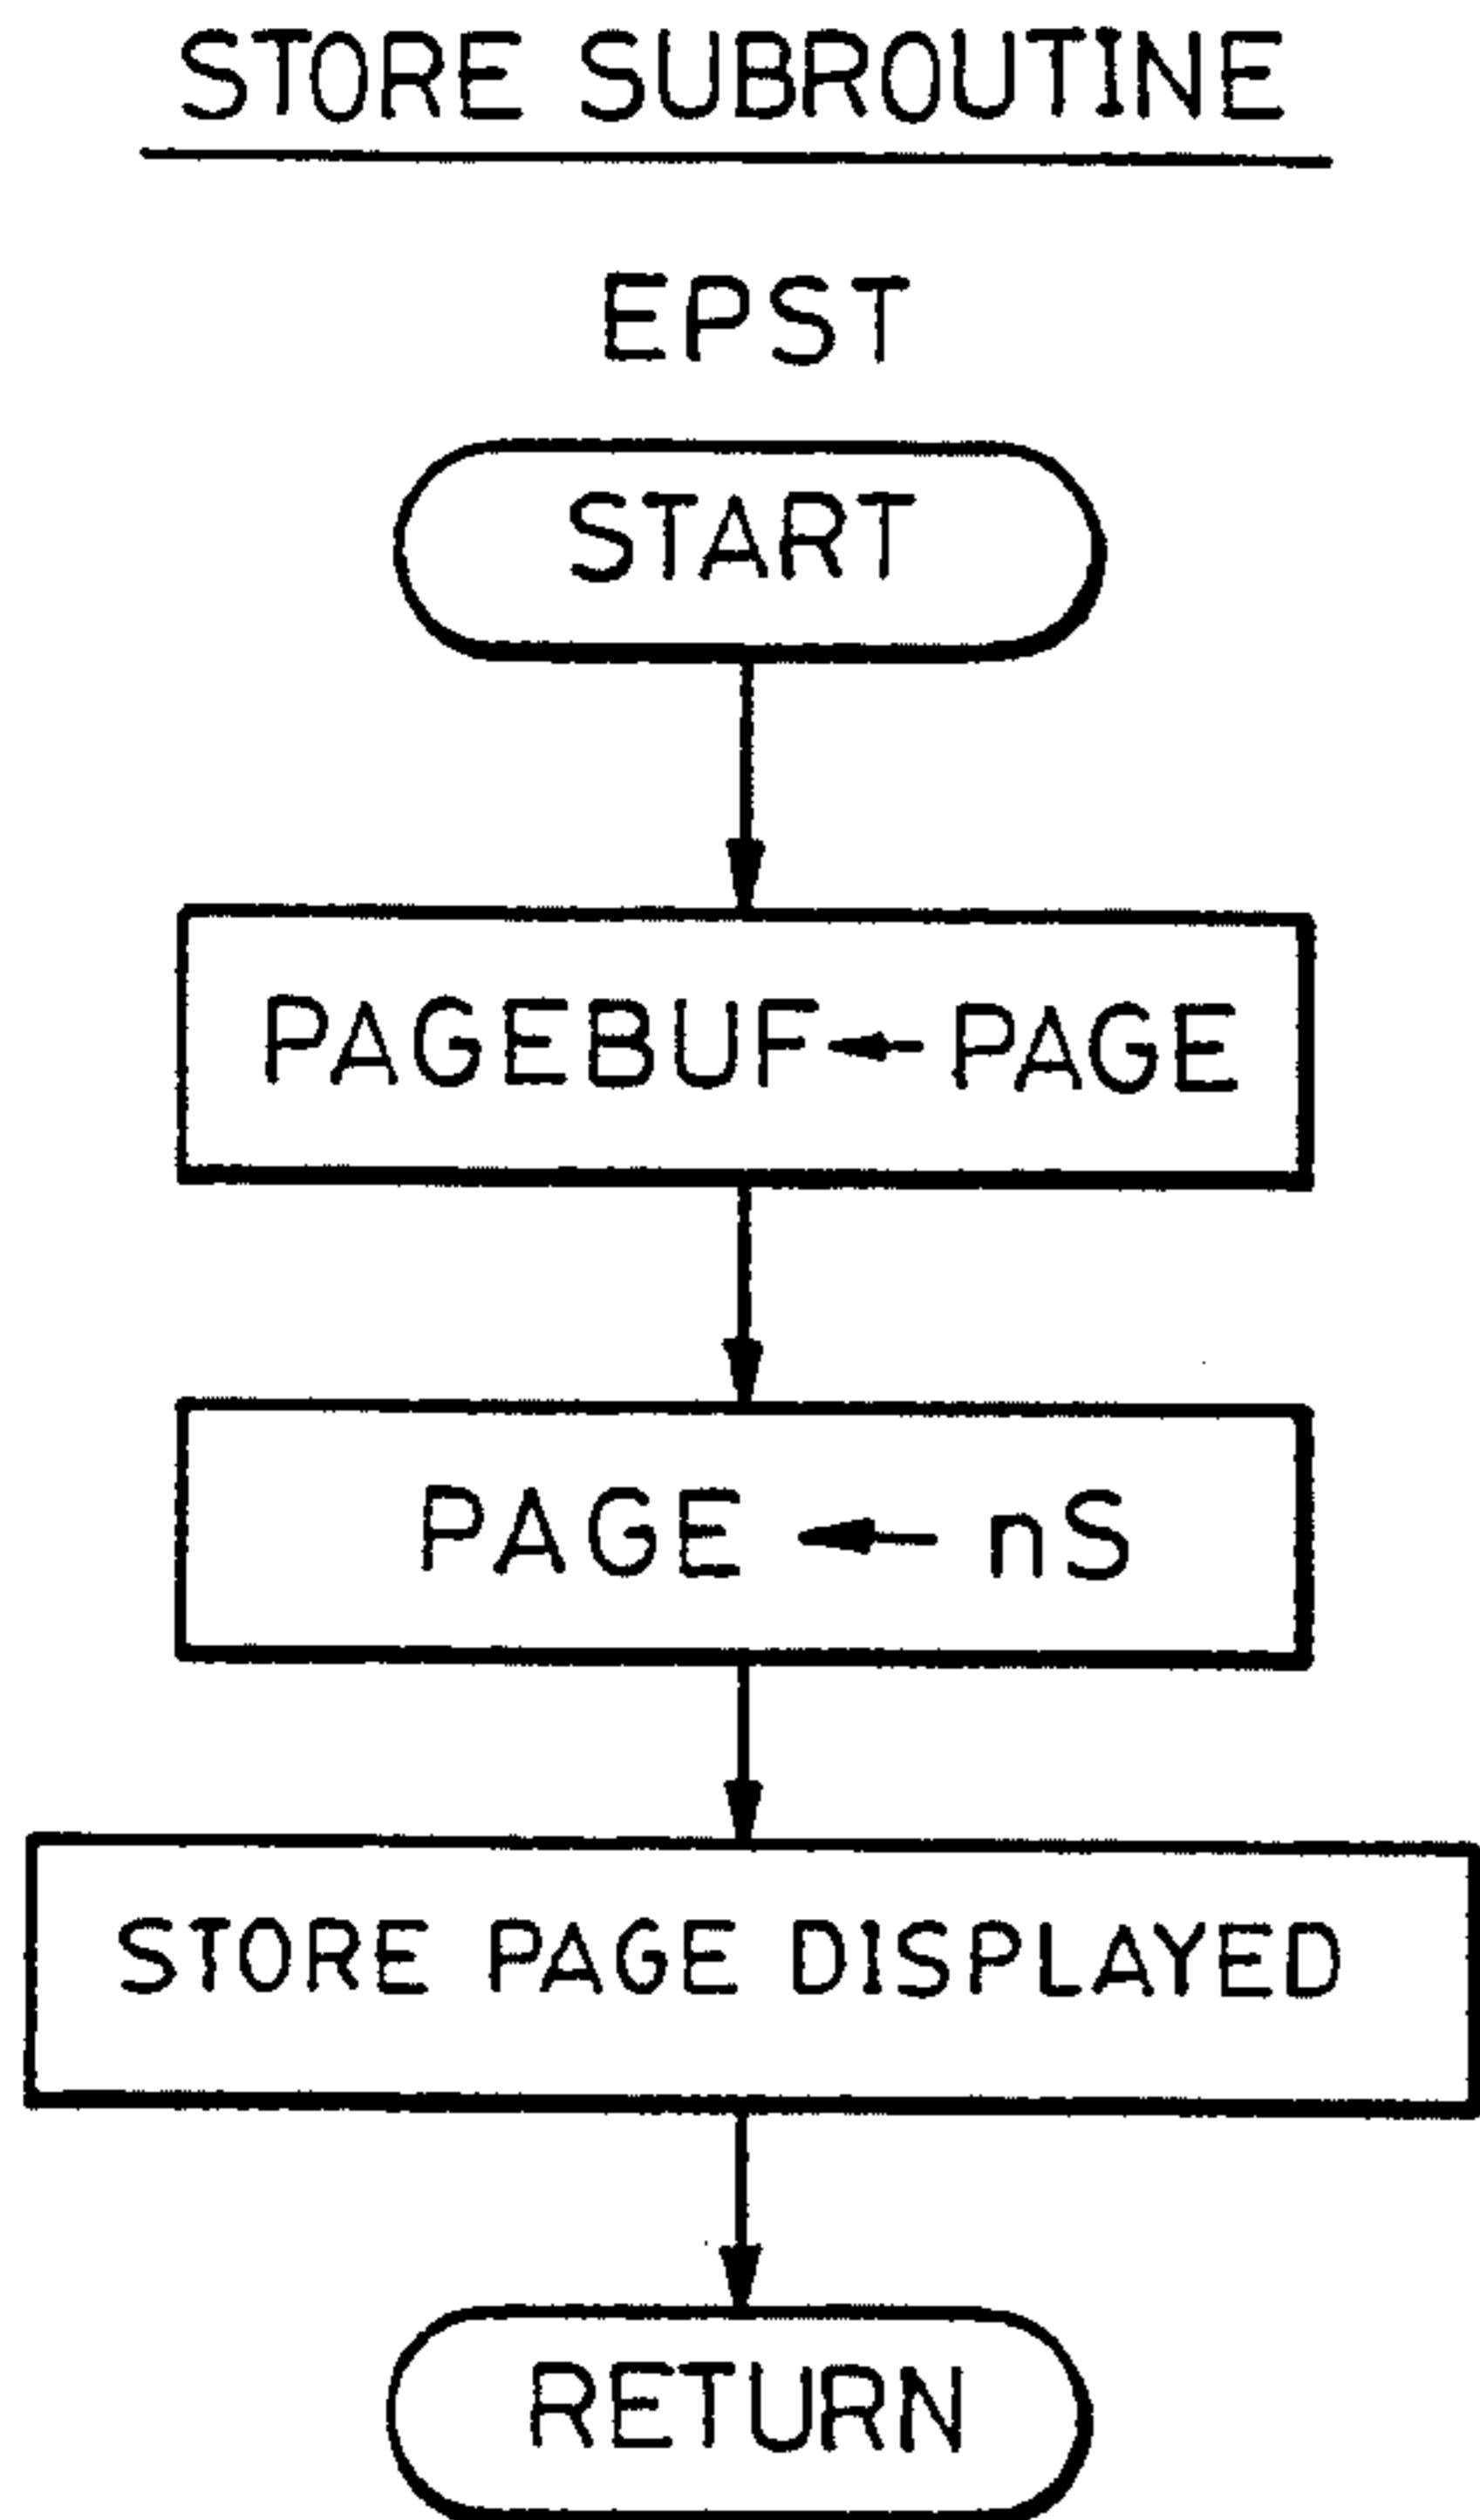 STORE SUBROUTINE
EPST
START
PAGEBUF ← PAGE
PAGE ← nS
STORE PAGE DISPLAYED
RETURN